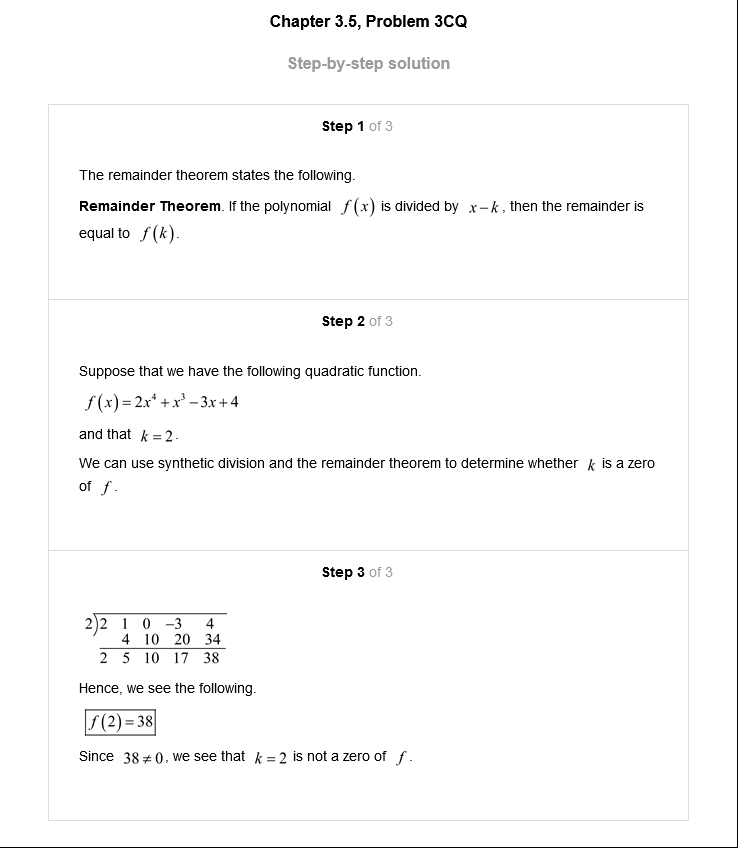 Chapter 3.5, Problem 3CQ
Step-by-step solution
Step 1 of 3
The remainder theorem states the following.
Remainder Theorem. If the polynomial f(x) is divided by x−k, then the remainder is
equal to f(k).
Step 2 of 3
Suppose that we have the following quadratic function.
f(x)=2x⁴+x³−3x+4
and that k=2.
We can use synthetic division and the remainder theorem to determine whether k is a zero
of f.
Step 3 of 3
2)2 1 0 −3 4
4 10 20 34
2 5 10 17 38
Hence, we see the following.
f(2)=38
Since 38≠0, we see that k=2 is not a zero of f.